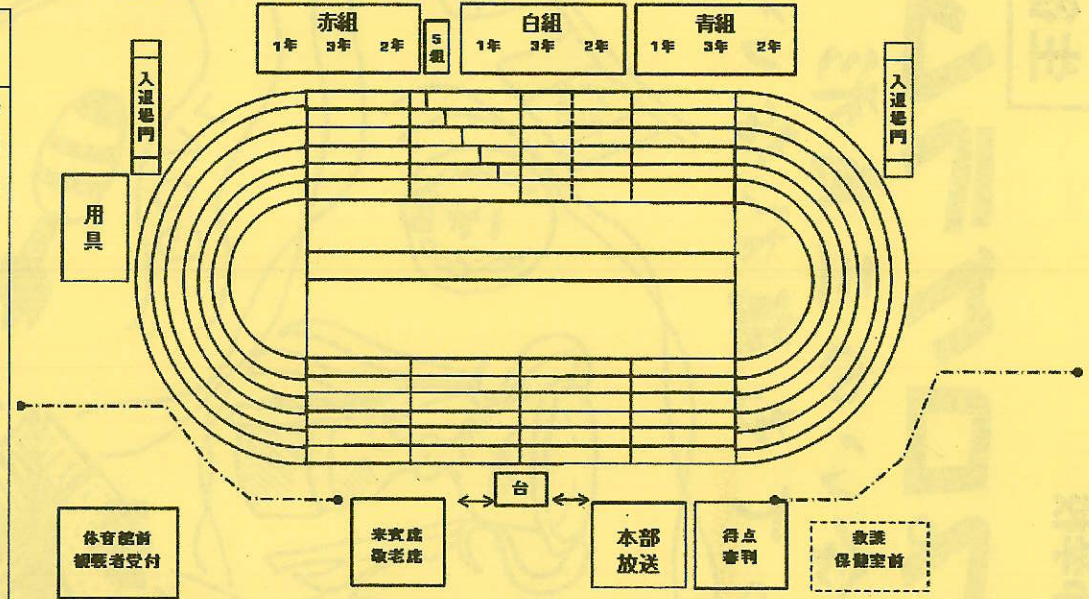 赤組
1年 3年 2年
5組
白組
1年 3年 2年
青組
1年 3年 2年
入退場門
入退場門
用具
台
体育館前
観覧者受付
来賓席
敬老席
本部
放送
得点
審判
救護
保健室前